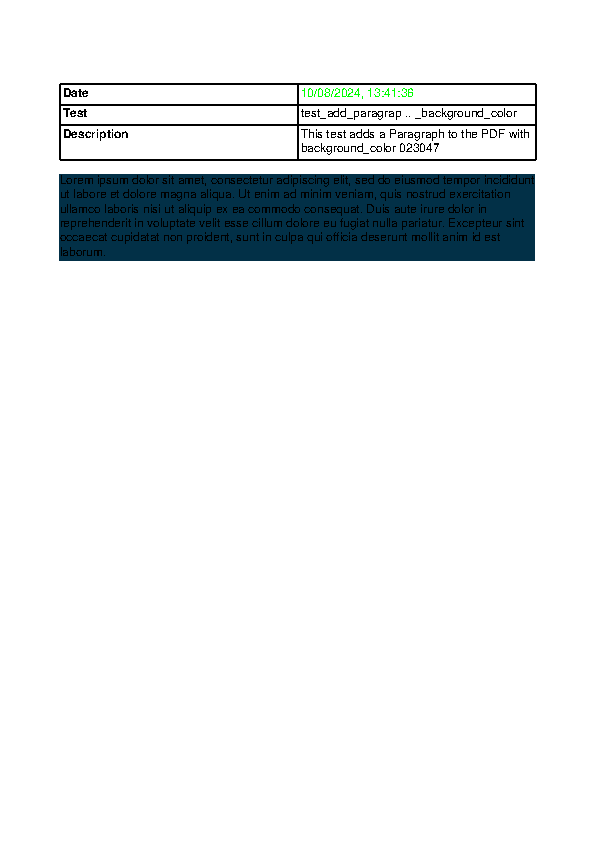 Date 10/08/2024, 13:41:38
Test test_add_paragrap .. _background_color
Description This test adds a Paragraph to the PDF with
background_color 023047
Lorem ipsum dolor sit amet, consectetur adipiscing elit, sed do eiusmod tempor incididunt
ut labore et dolore magna aliqua. Ut enim ad minim veniam, quis nostrud exercitation
ullamco laboris nisi ut aliquip ex ea commodo consequat. Duis aute irure dolor in
reprehenderit in voluptate velit esse cillum dolore eu fugiat nulla pariatur. Excepteur sint
occaecat cupidatat non proident, sunt in culpa qui officia deserunt mollit anim id est
laborum.